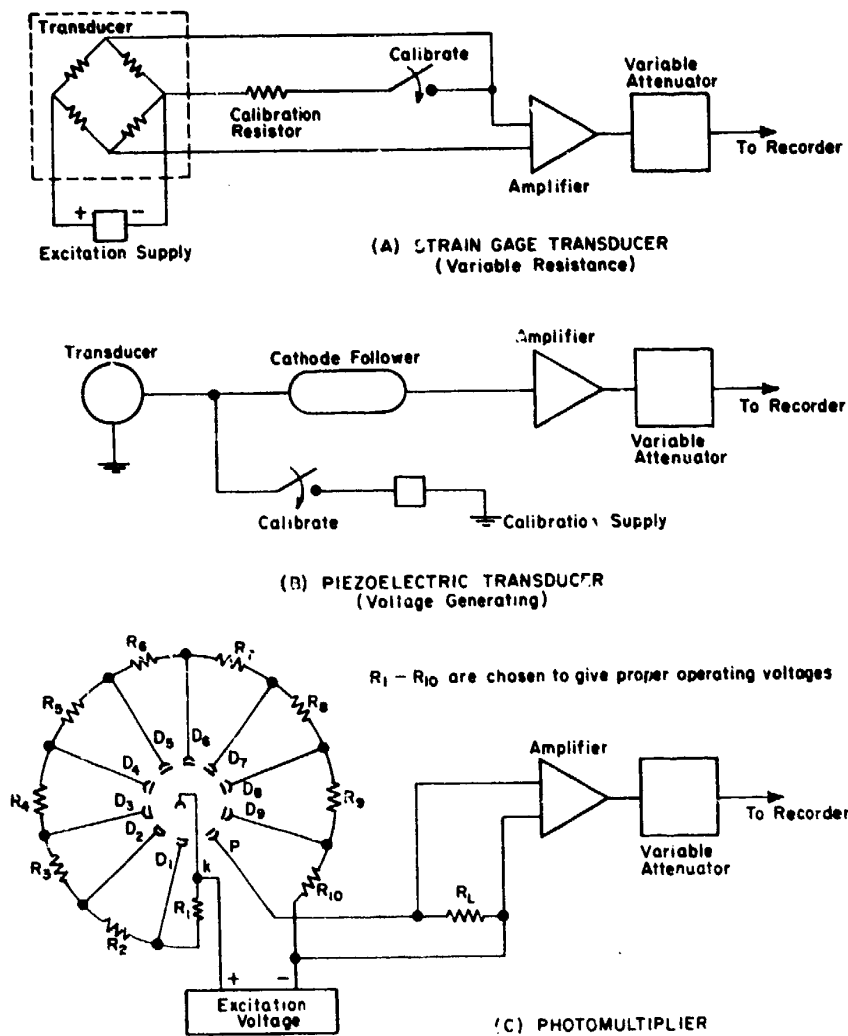 Transducer
Calibrate
Calibration
Resistor
Variable
Attenuator
To Recorder
Amplifier
+ -
Excitation Supply
(A) STRAIN GAGE TRANSDUCER
(Variable Resistance)
Transducer
Cathode Follower
Amplifier
To Recorder
Variable
Attenuator
Calibrate
Calibration Supply
(B) PIEZOELECTRIC TRANSDUCER
(Voltage Generating)
R6
R7
R1 – R10 are chosen to give proper operating voltages
R5
R8
D5
D6
D7
Amplifier
D4
D8
R4
D3
D9
R9
To Recorder
D2
D1
P
Variable
Attenuator
R3
k
R10
RL
R1
R2
+ -
Excitation
Voltage
(C) PHOTOMULTIPLIER